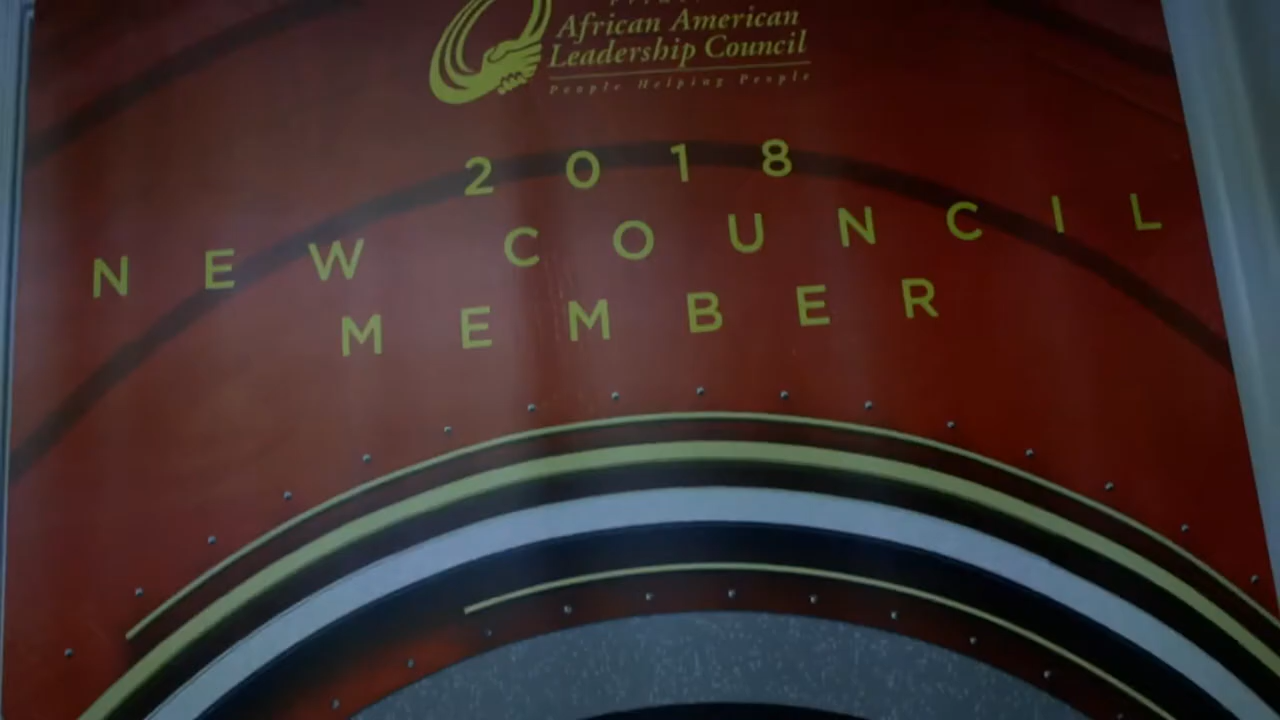 African American
Leadership Council
People Helping People
2018
NEW COUNCIL
MEMBER